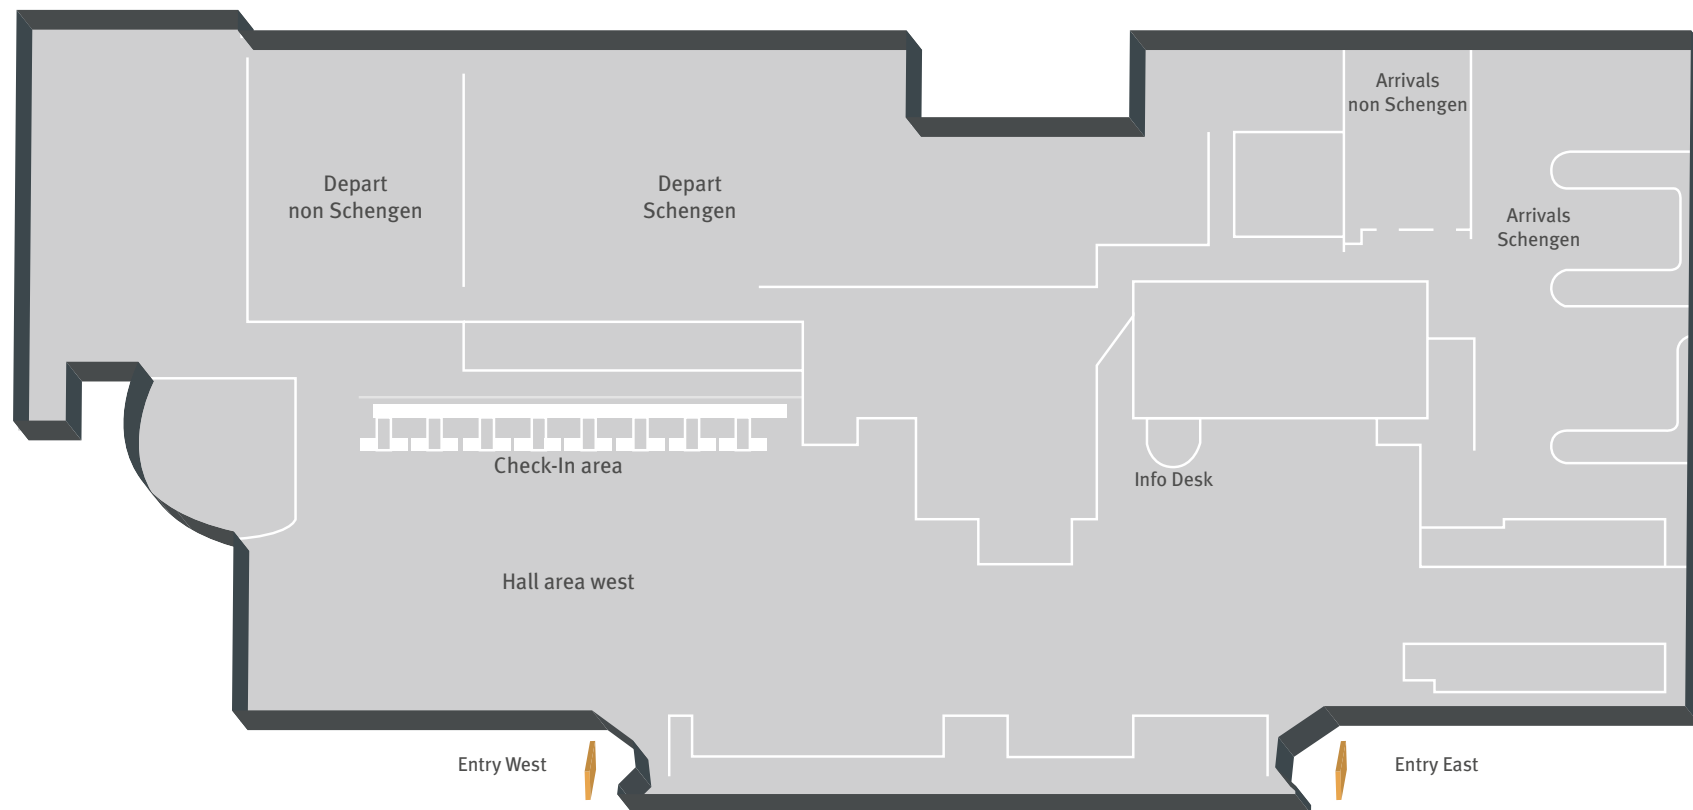 Arrivals
non Schengen
Depart
non Schengen
Depart
Schengen
Arrivals
Schengen
Check-In area
Info Desk
Hall area west
Entry West
Entry East